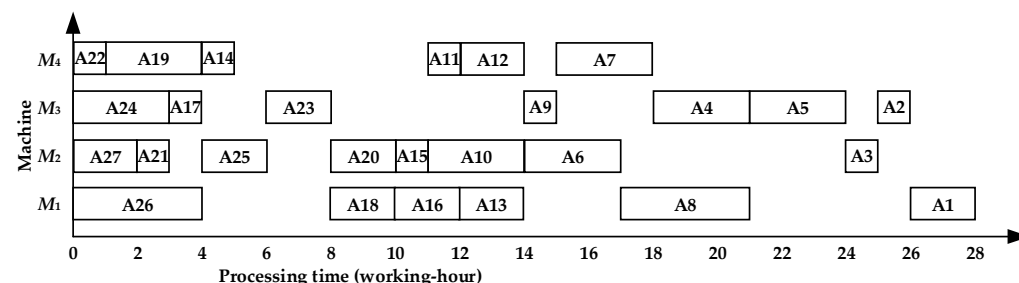 M4 A22 A19 A14 A11 A12 A7
M3 A24 A17 A23 A9 A4 A5 A2
M2 A27 A21 A25 A20 A15 A10 A6 A3
M1 A26 A18 A16 A13 A8 A1
Machine
0 2 4 6 8 10 12 14 16 18 20 22 24 26 28
Processing time (working-hour)